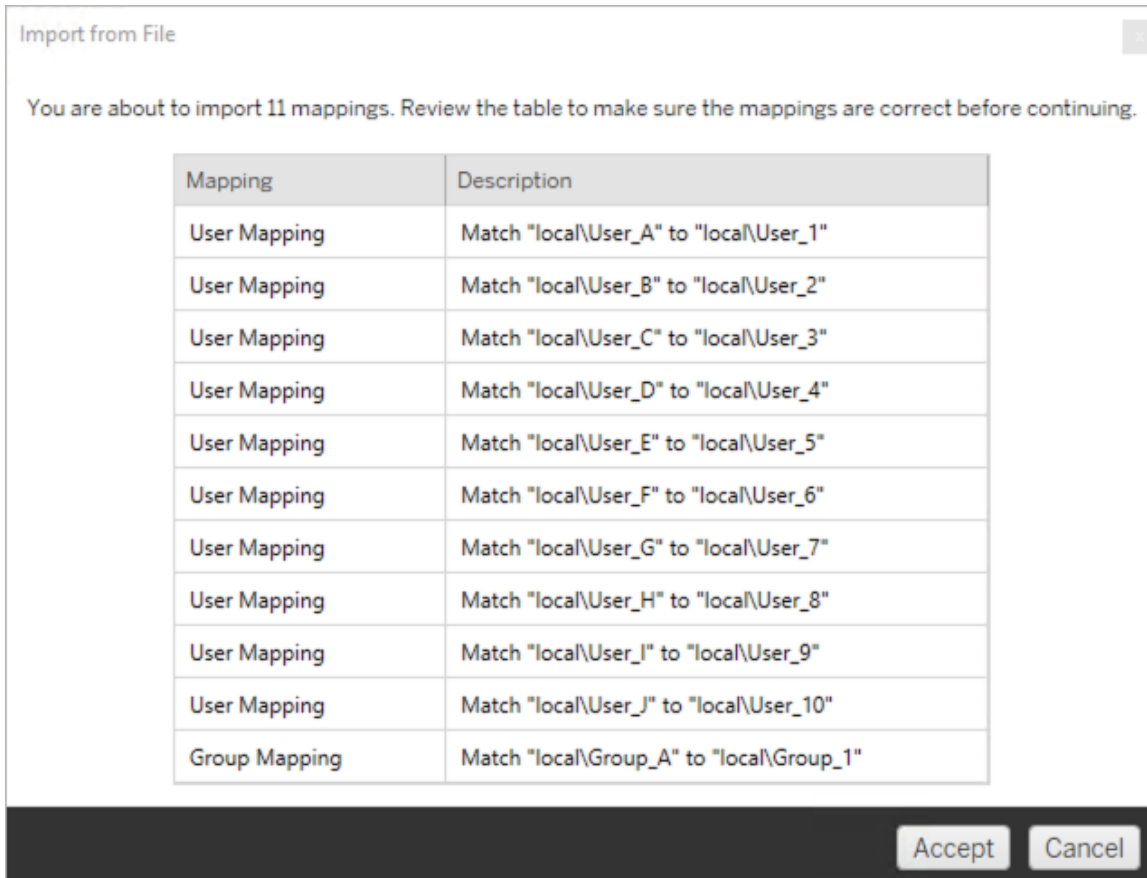 Import from File
x
You are about to import 11 mappings. Review the table to make sure the mappings are correct before continuing.
Mapping Description
User Mapping Match "local\User_A" to "local\User_1"
User Mapping Match "local\User_B" to "local\User_2"
User Mapping Match "local\User_C" to "local\User_3"
User Mapping Match "local\User_D" to "local\User_4"
User Mapping Match "local\User_E" to "local\User_5"
User Mapping Match "local\User_F" to "local\User_6"
User Mapping Match "local\User_G" to "local\User_7"
User Mapping Match "local\User_H" to "local\User_8"
User Mapping Match "local\User_I" to "local\User_9"
User Mapping Match "local\User_J" to "local\User_10"
Group Mapping Match "local\Group_A" to "local\Group_1"
Accept Cancel